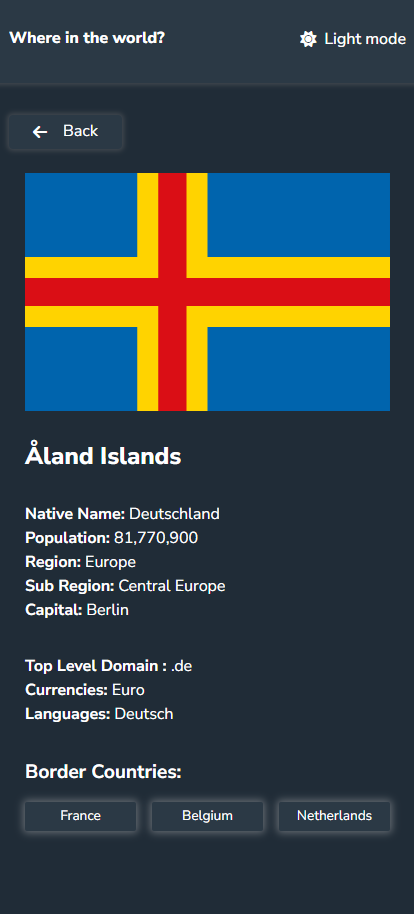 Where in the world?
Light mode
Back
Åland Islands
Native Name: Deutschland
Population: 81,770,900
Region: Europe
Sub Region: Central Europe
Capital: Berlin
Top Level Domain : .de
Currencies: Euro
Languages: Deutsch
Border Countries:
France
Belgium
Netherlands